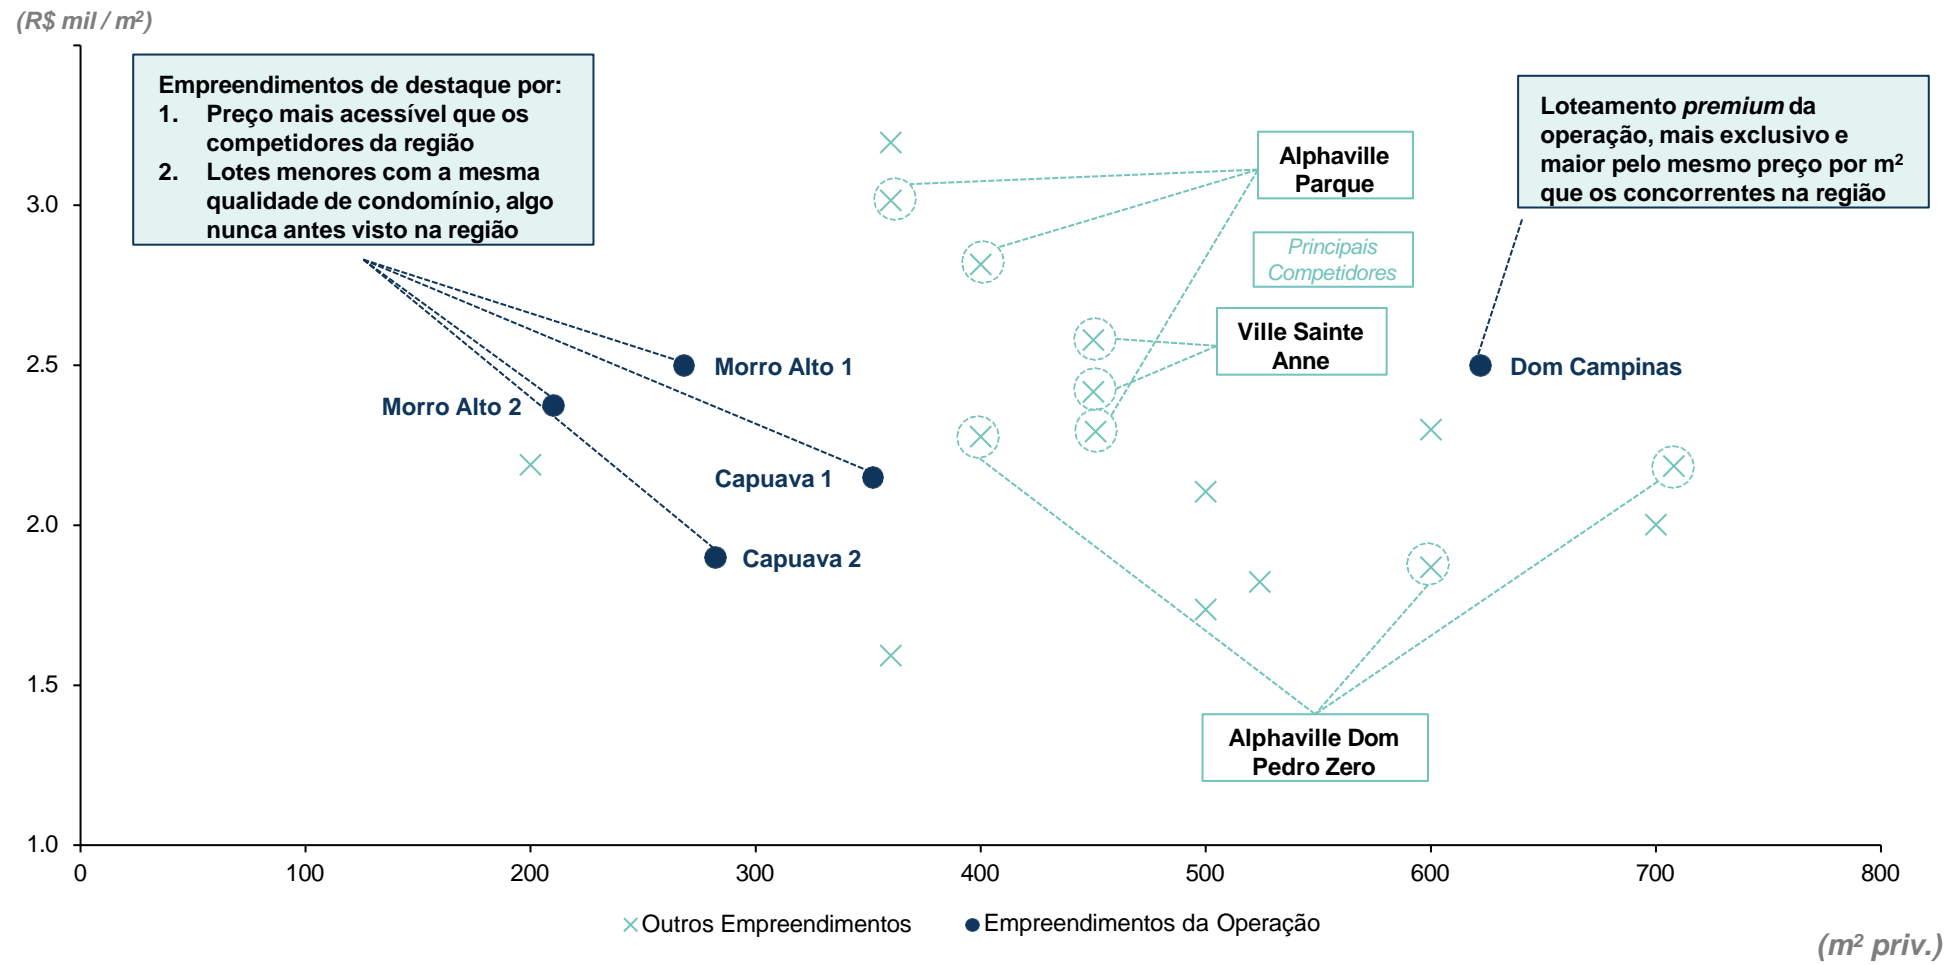 (R$ mil / m²)
Empreendimentos de destaque por:
1. Preço mais acessível que os
competidores da região
2. Lotes menores com a mesma
qualidade de condomínio, algo
nunca antes visto na região
Loteamento premium da
operação, mais exclusivo e
maior pelo mesmo preço por m²
que os concorrentes na região
Alphaville
Parque
Principais
Competidores
Ville Sainte
Anne
Morro Alto 1
Dom Campinas
Morro Alto 2
Capuava 1
Capuava 2
Alphaville Dom
Pedro Zero
3.0
2.5
2.0
1.5
1.0
0 100 200 300 400 500 600 700 800
Outros Empreendimentos
Empreendimentos da Operação
(m² priv.)